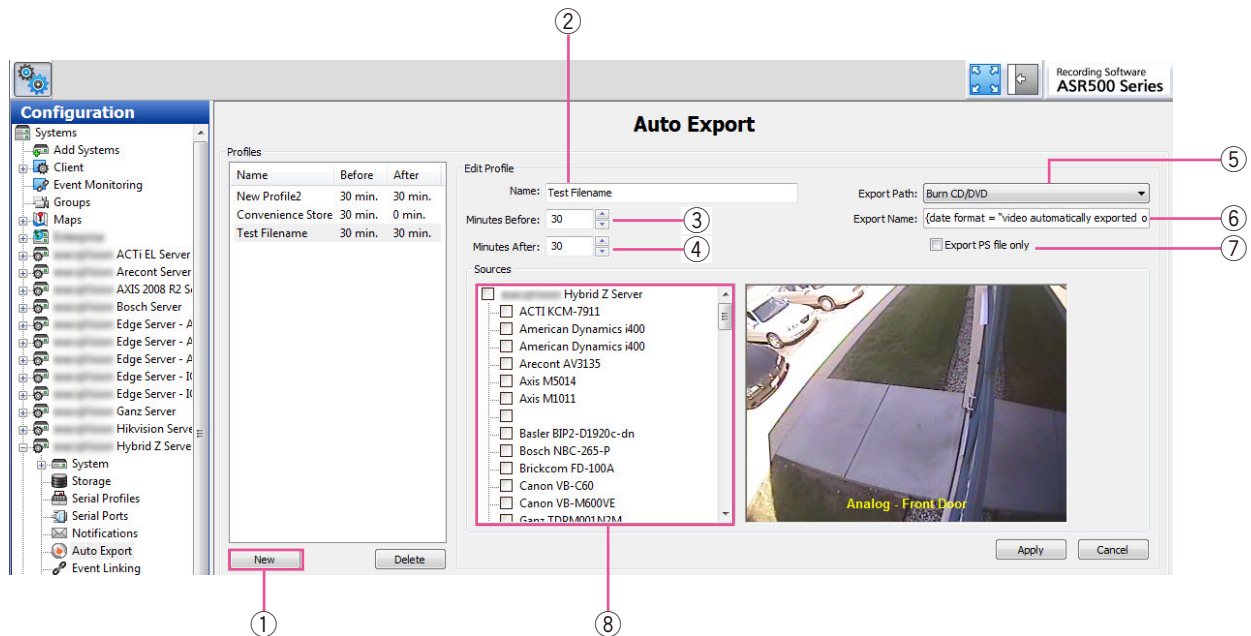 ②
Recording Software
ASR500 Series
Configuration
Systems
Add Systems
Client
Event Monitoring
Groups
Maps
ACTi EL Server
Arecont Server
AXIS 2008 R2 S
Bosch Server
Edge Server - A
Edge Server - A
Edge Server - A
Edge Server - I
Edge Server - I
Ganz Server
Hikvision Serve
Hybrid Z Serve
System
Storage
Serial Profiles
Serial Ports
Notifications
Auto Export
Event Linking
Auto Export
Profiles
Name Before After
New Profile2 30 min. 30 min.
Convenience Store 30 min. 0 min.
Test Filename 30 min. 30 min.
New
Delete
Edit Profile
Name: Test Filename
Minutes Before: 30
③
Minutes After: 30
④
Export Path: Burn CD/DVD
⑤
Export Name: {date format = "video automatically exported o
⑥
Export PS file only
⑦
Sources
Hybrid Z Server
ACTI KCM-7911
American Dynamics i400
American Dynamics i400
Arecont AV3135
Axis M5014
Axis M1011
Basler BIP2-D1920c-dn
Bosch NBC-265-P
Brickcom FD-100A
Canon VB-C60
Canon VB-M600VE
Ganz TDPM001N2M
Analog - Front Door
Apply
Cancel
①
⑧